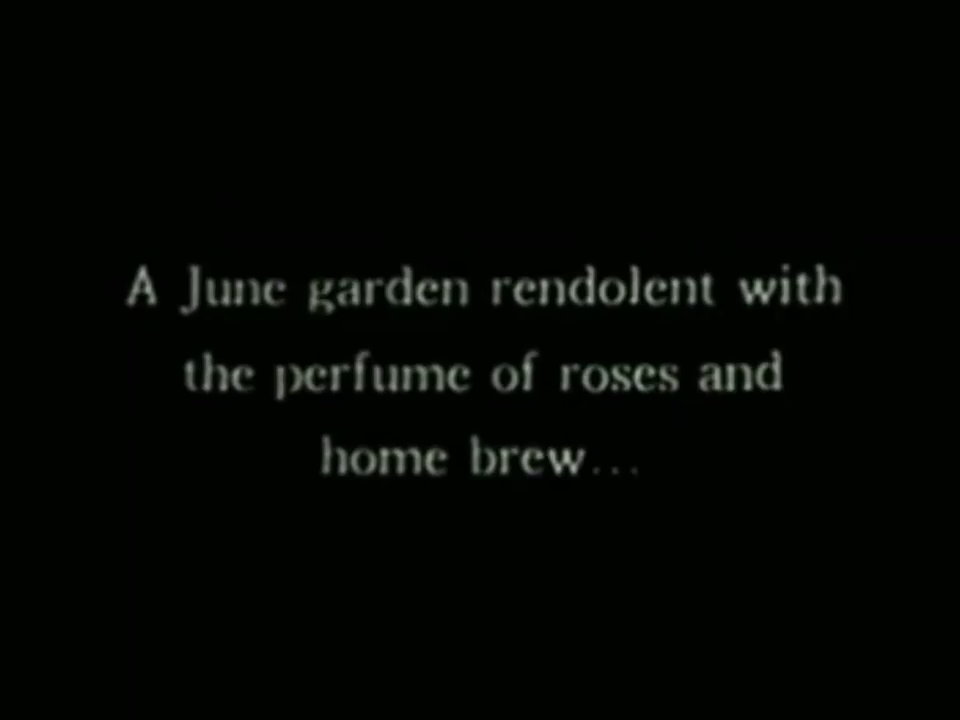 A June garden rendolent with
the perfume of roses and
home brew...